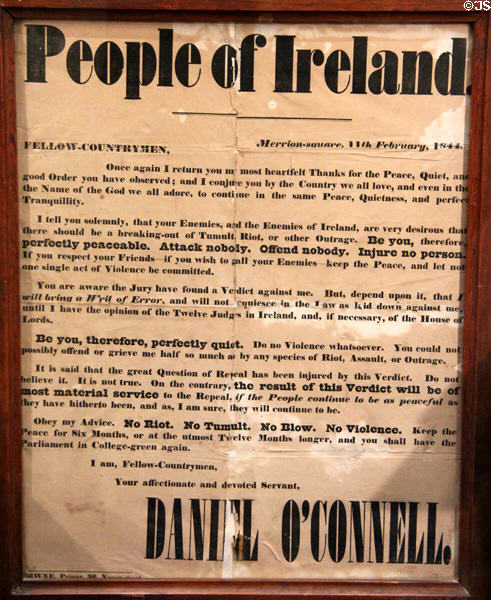 ©JS
People of Ireland.
FELLOW-COUNTRYMEN, Merrion-square, 11th February, 1844.
Once again I return you my most heartfelt Thanks for the Peace, Quiet, and
good Order you have observed; and I conjure you by the Country we all love, and even in
the Name of the God we all adore, to continue in the same Peace, Quietness, and perfect
Tranquillity.
I tell you solemnly, that your Enemies, and the Enemies of Ireland, are very desirous that
there should be a breaking-out of Tumult, Riot, or other Outrage. Be you, therefore,
perfectly peaceable. Attack nobody. Offend nobody. Injure no person.
If you respect your Friends—if you wish to gall your Enemies—keep the Peace, and let not
one single act of Violence be committed.
You are aware the Jury have found a Verdict against me. But, depend upon it, that I
will bring a Writ of Error, and will not acquiesce in the Law as laid down against me,
until I have the opinion of the Twelve Judges in Ireland, and, if necessary, of the House of
Lords.
Be you, therefore, perfectly quiet. Do no Violence whatsoever. You could not
possibly offend or grieve me half so much as by any species of Riot, Assault, or Outrage.
It is said that the great Question of Repeal has been injured by this Verdict. Do not
believe it. It is not true. On the contrary, the result of this Verdict will be of
most material service to the Repeal, if the People continue to be as peaceful as
they have hitherto been, and as, I am sure, they will continue to be.
Obey my Advice. No Riot. No Tumult. No Blow. No Violence. Keep the
Peace for Six Months, or at the utmost Twelve Months longer, and you shall have the
Parliament in College-green again.
I am, Fellow-Countrymen,
Your affectionate and devoted Servant,
DANIEL O'CONNELL.
Printer, 36,